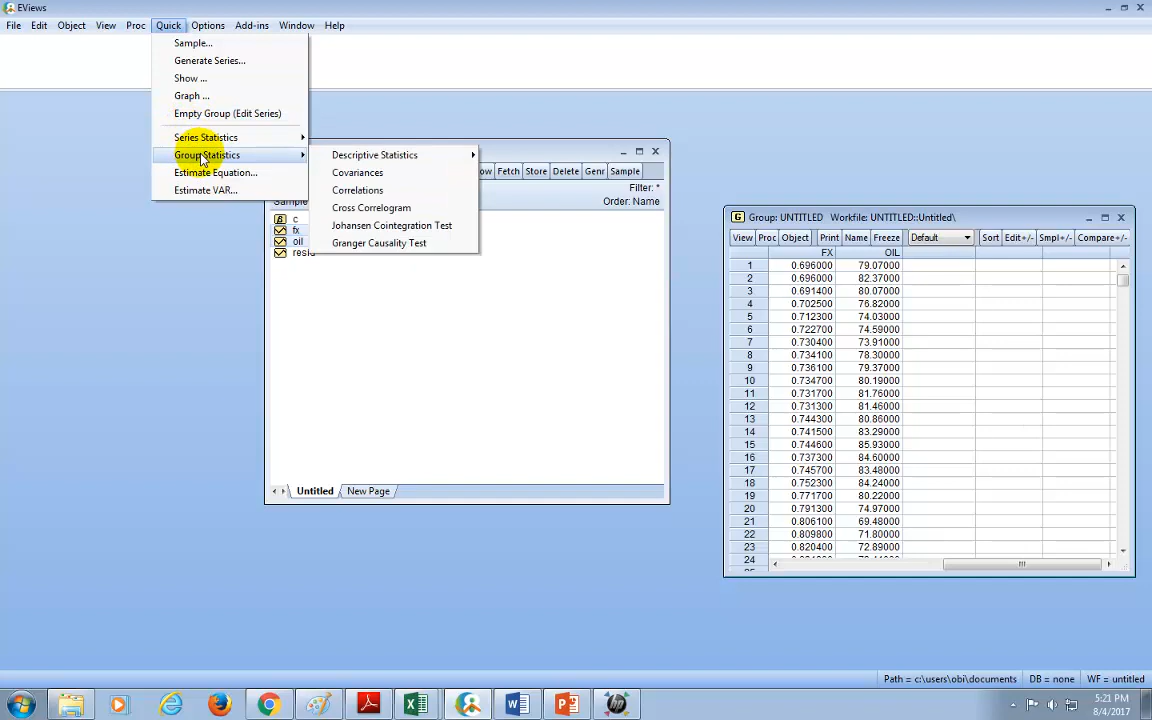 EViews
File Edit Object View Proc Quick Options Add-ins Window Help
Sample...
Generate Series...
Show ...
Graph ...
Empty Group (Edit Series)
Series Statistics
Group Statistics
Estimate Equation...
Estimate VAR...
Descriptive Statistics
Covariances
Correlations
Cross Correlogram
Johansen Cointegration Test
Granger Causality Test
Fetch Store Delete Genr Sample
Filter: *
Order: Name
c
fx
oil
resid
Untitled New Page
Group: UNTITLED Workfile: UNTITLED::Untitled\
View Proc Object Print Name Freeze Default Sort Edit+/- Smpl+/- Compare+/-
FX OIL
1 0.696000 79.07000
2 0.696000 82.37000
3 0.691400 80.07000
4 0.702500 76.82000
5 0.712300 74.03000
6 0.722700 74.59000
7 0.730400 73.91000
8 0.734100 78.30000
9 0.736100 79.37000
10 0.734700 80.19000
11 0.731700 81.76000
12 0.731300 81.46000
13 0.744300 80.86000
14 0.741500 83.29000
15 0.744600 85.93000
16 0.737300 84.60000
17 0.745700 83.48000
18 0.752300 84.24000
19 0.771700 80.22000
20 0.791300 74.97000
21 0.806100 69.48000
22 0.809800 71.80000
23 0.820400 72.89000
24
Path = c:\users\obi\documents DB = none WF = untitled
5:21 PM
8/4/2017